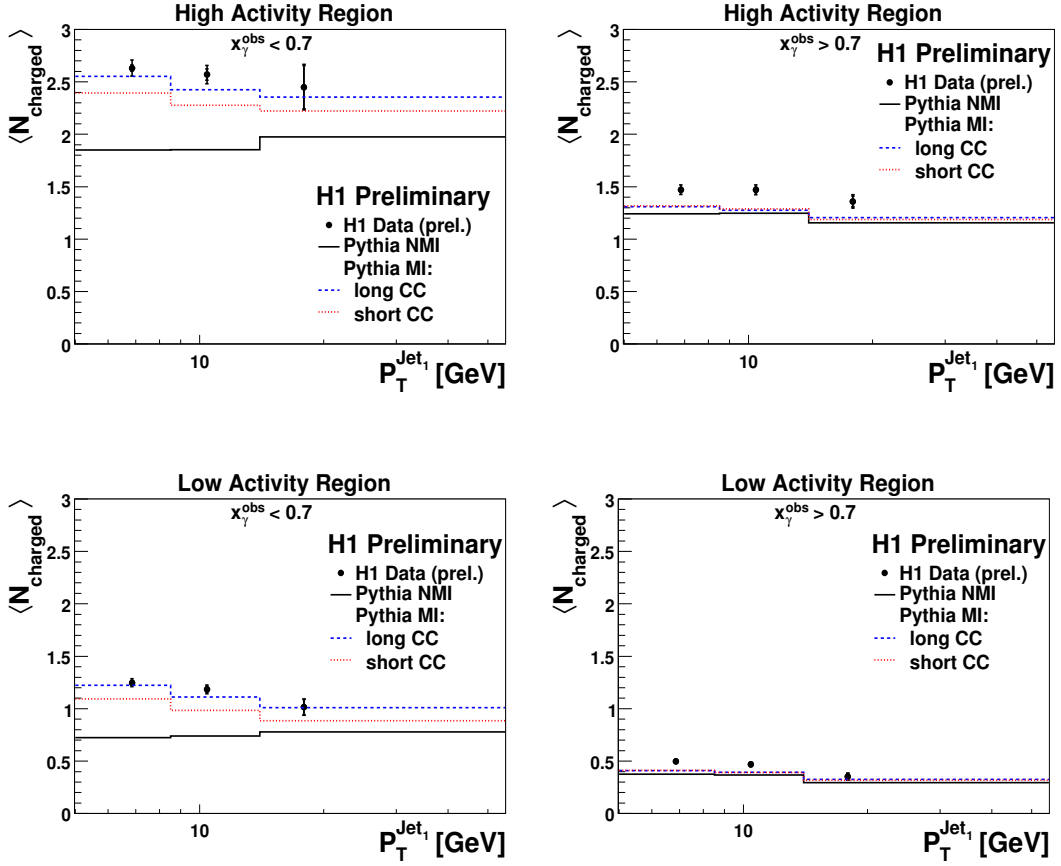 High Activity Region
x_γ^obs < 0.7
⟨N_charged⟩
3
2.5
2
1.5
1
0.5
0
H1 Preliminary
H1 Data (prel.)
Pythia NMI
Pythia MI:
long CC
short CC
10
P_T^Jet_1 [GeV]
High Activity Region
x_γ^obs > 0.7
⟨N_charged⟩
3
2.5
2
1.5
1
0.5
0
H1 Preliminary
H1 Data (prel.)
Pythia NMI
Pythia MI:
long CC
short CC
10
P_T^Jet_1 [GeV]
Low Activity Region
x_γ^obs < 0.7
⟨N_charged⟩
3
2.5
2
1.5
1
0.5
0
H1 Preliminary
H1 Data (prel.)
Pythia NMI
Pythia MI:
long CC
short CC
10
P_T^Jet_1 [GeV]
Low Activity Region
x_γ^obs > 0.7
⟨N_charged⟩
3
2.5
2
1.5
1
0.5
0
H1 Preliminary
H1 Data (prel.)
Pythia NMI
Pythia MI:
long CC
short CC
10
P_T^Jet_1 [GeV]